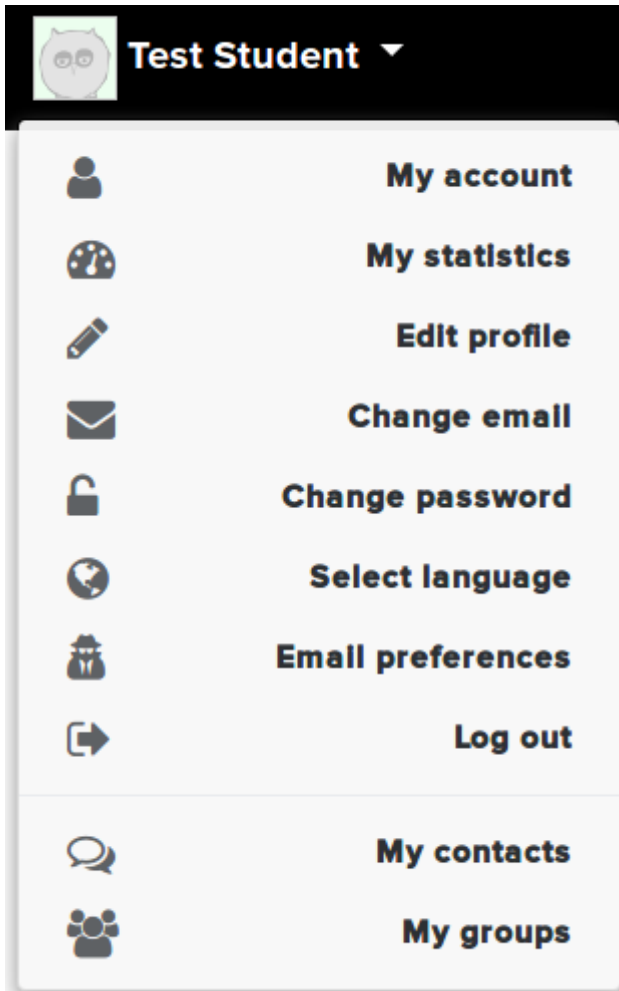 Test Student
My account
My statistics
Edit profile
Change email
Change password
Select language
Email preferences
Log out
My contacts
My groups